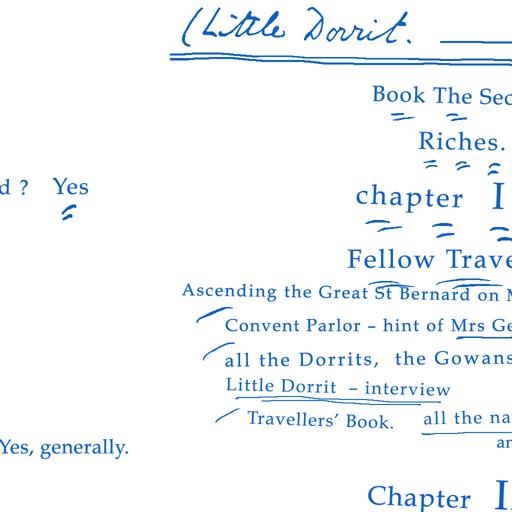 (Little Dorrit.
Book The Sec
Riches.
d ? Yes
chapter I
Fellow Trave
Ascending the Great St Bernard on M
Convent Parlor – hint of Mrs Ge
all the Dorrits, the Gowans
Little Dorrit – interview
Travellers' Book. all the na
an
Yes, generally.
Chapter I